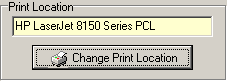 Print Location
HP LaserJet 8150 Series PCL
Change Print Location